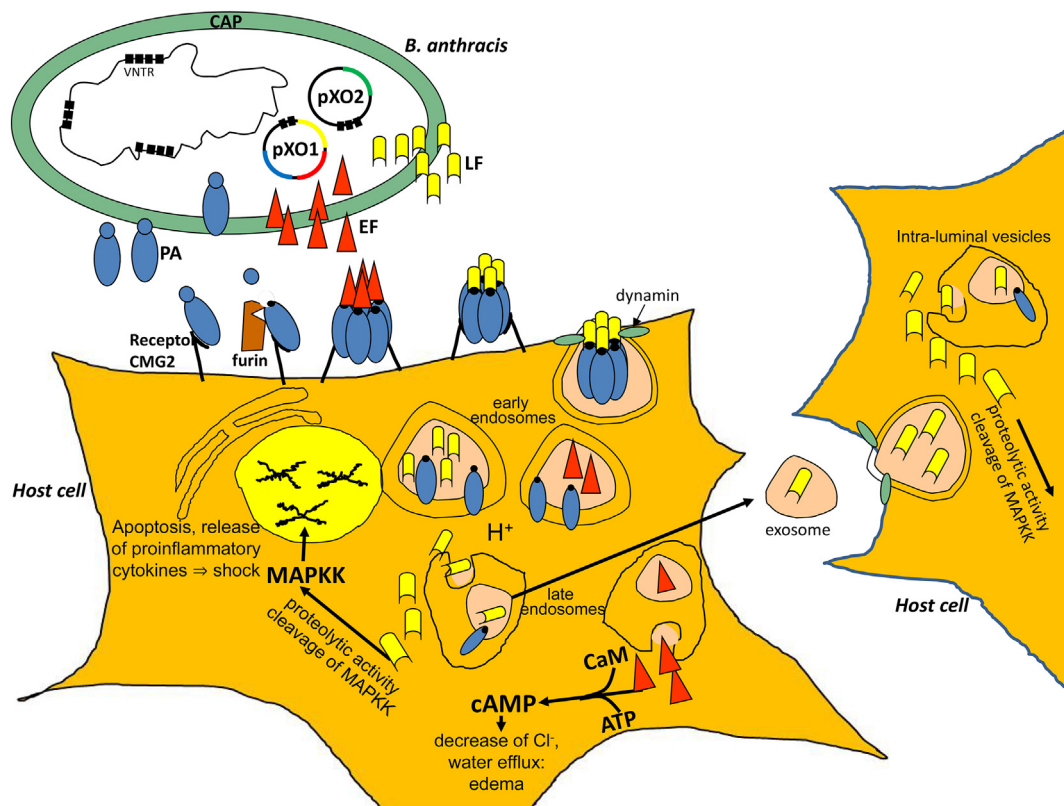 CAP
B. anthracis
VNTR
pXO2
pXO1
LF
EF
PA
Receptor
CMG2
furin
dynamin
Intra-luminal vesicles
early
endosomes
proteolytic activity
cleavage of MAPKK
Host cell
exosome
H⁺
Apoptosis, release
of proinflammatory
cytokines ⇒ shock
MAPKK
late
endosomes
Host cell
proteolytic activity
cleavage of MAPKK
CaM
cAMP
ATP
decrease of Cl⁻,
water efflux:
edema